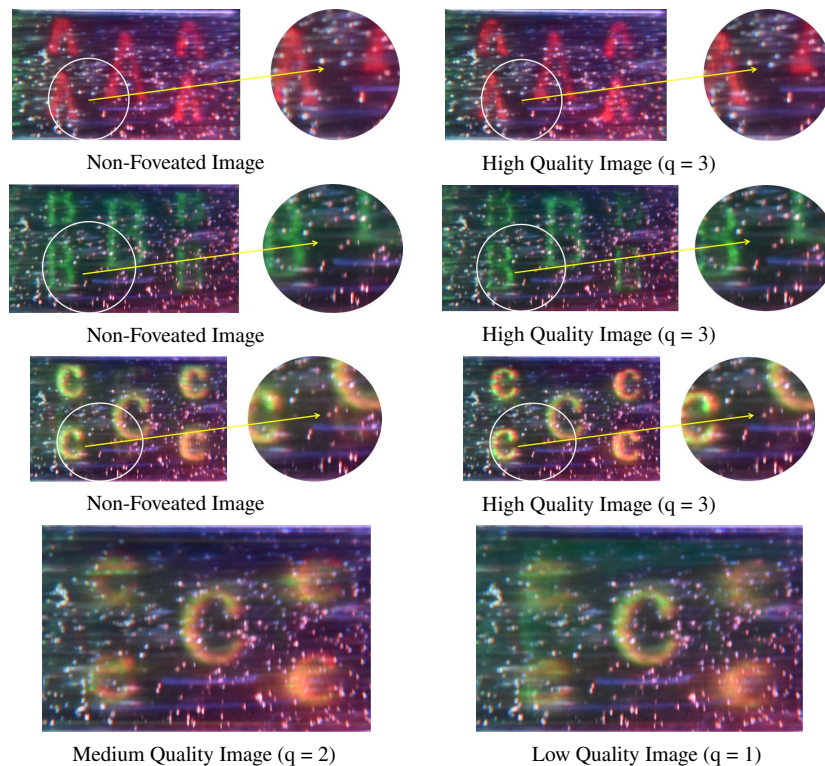 A A A A A A
A A A A
Non-Foveated Image High Quality Image (q = 3)
B B B B B B
B B B B
Non-Foveated Image High Quality Image (q = 3)
C C C C
C C
C C C C
Non-Foveated Image High Quality Image (q = 3)
C C
C C
C C
Medium Quality Image (q = 2) Low Quality Image (q = 1)